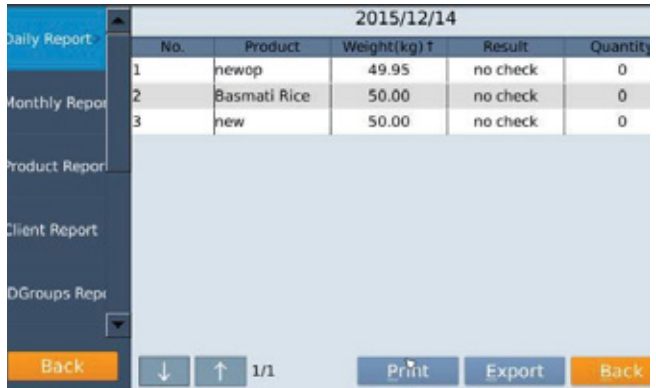 2015/12/14
Daily Report
No. Product Weight(kg)↑ Result Quantity
1 newop 49.95 no check 0
2 Basmati Rice 50.00 no check 0
3 new 50.00 no check 0
Monthly Repor
Product Repor
Client Report
DGroups Repo
Back
↓ ↑ 1/1 Print Export Back